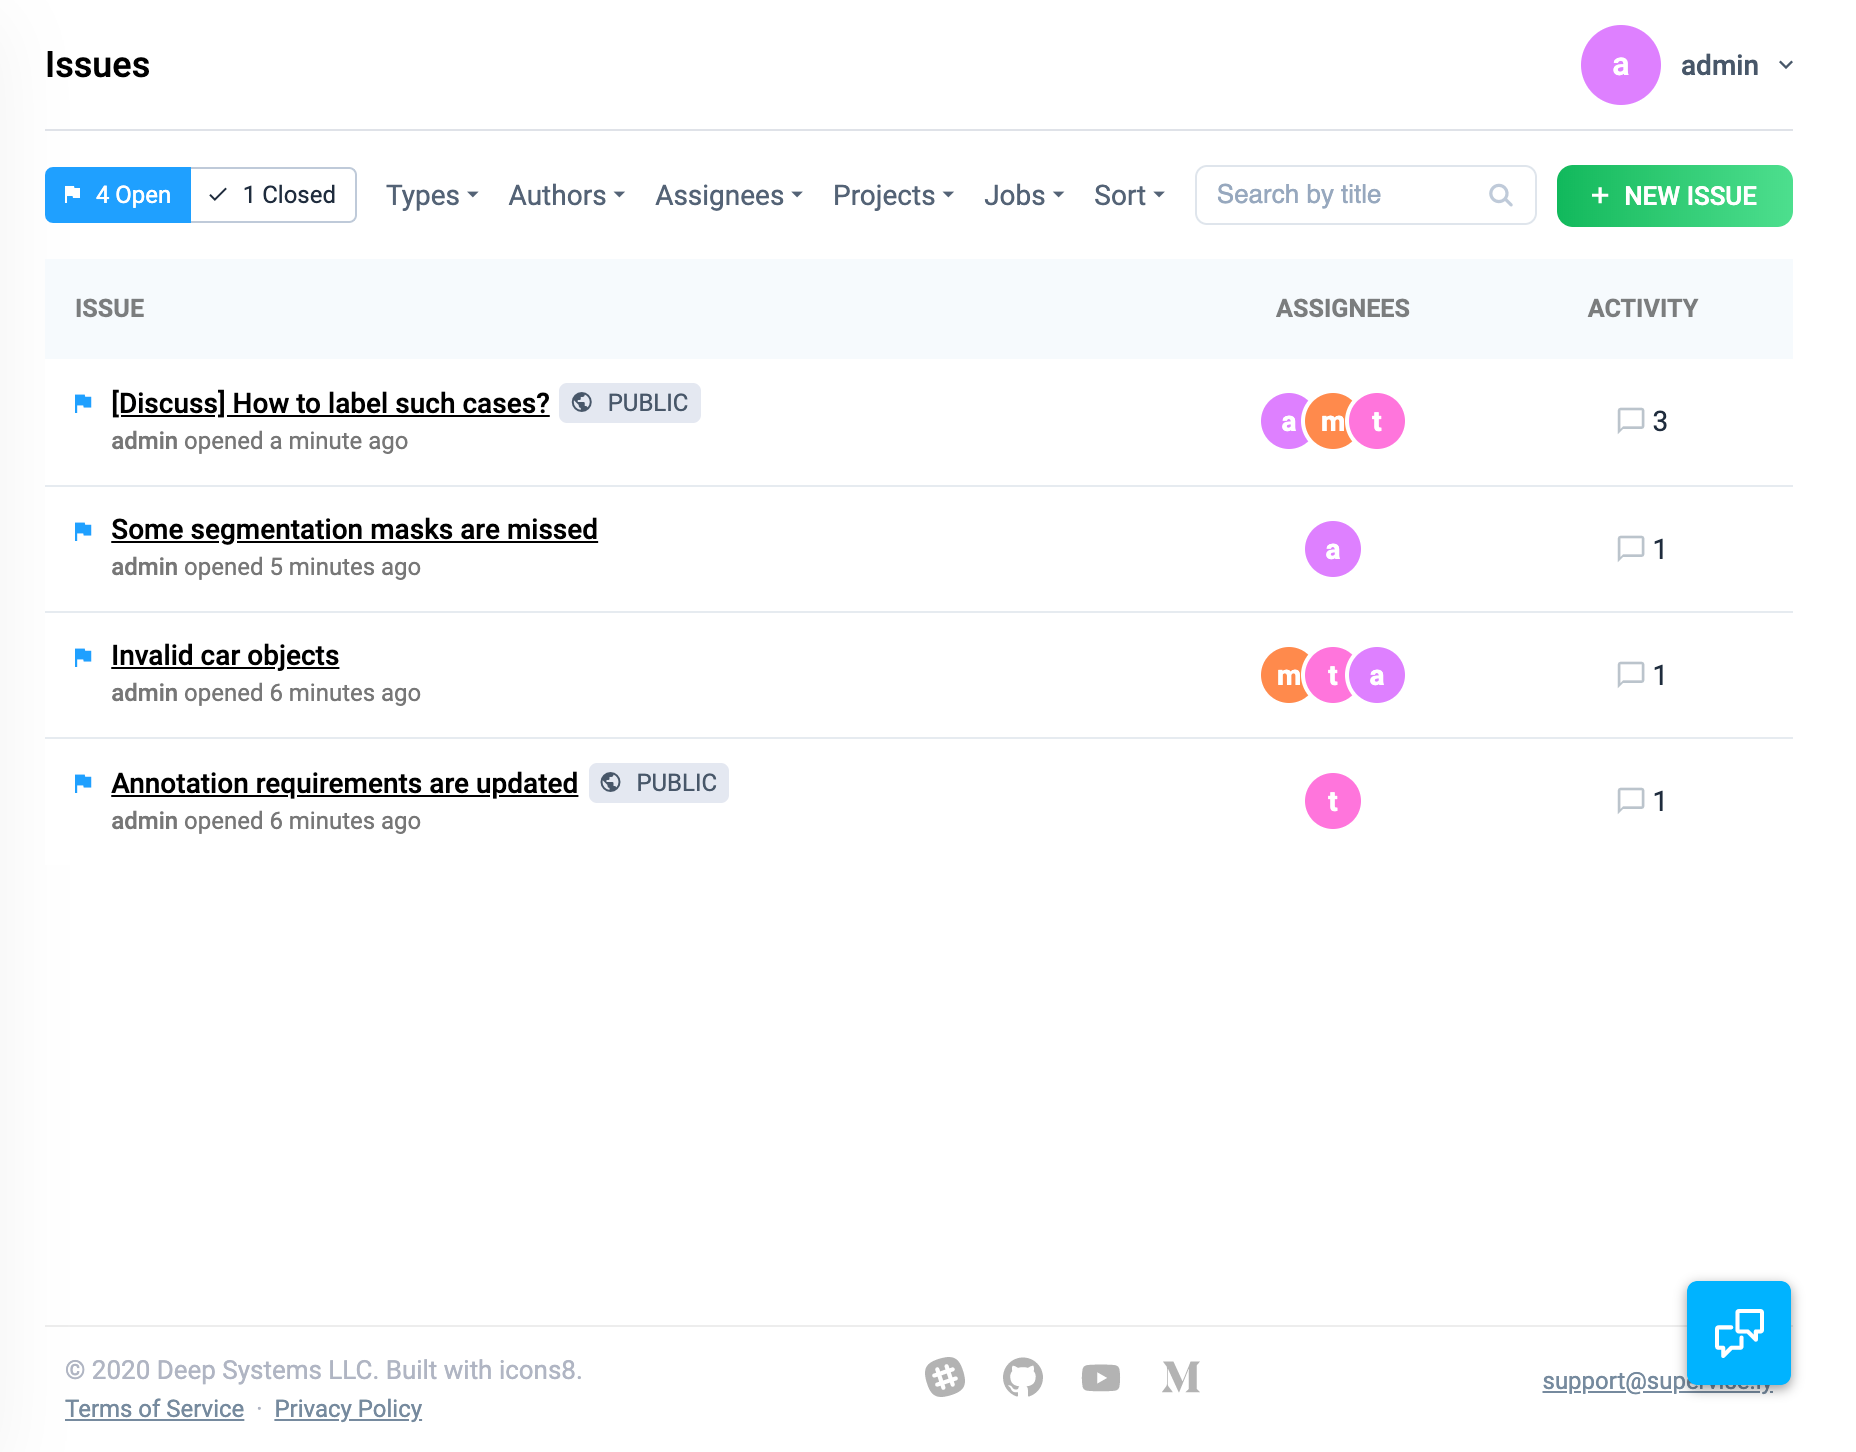 Issues
a admin
4 Open 1 Closed Types Authors Assignees Projects Jobs Sort Search by title + NEW ISSUE
ISSUE ASSIGNEES ACTIVITY
[Discuss] How to label such cases? PUBLIC
admin opened a minute ago
a m t 3
Some segmentation masks are missed
admin opened 5 minutes ago
a 1
Invalid car objects
admin opened 6 minutes ago
m t a 1
Annotation requirements are updated PUBLIC
admin opened 6 minutes ago
t 1
© 2020 Deep Systems LLC. Built with icons8.
Terms of Service · Privacy Policy